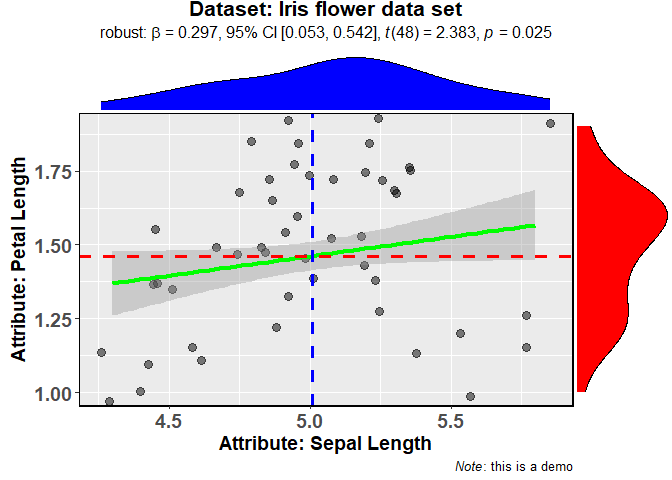 Dataset: Iris flower data set
robust: β = 0.297, 95% CI [0.053, 0.542], t(48) = 2.383, p = 0.025
Attribute: Petal Length
1.75
1.50
1.25
1.00
4.5 5.0 5.5
Attribute: Sepal Length
Note: this is a demo